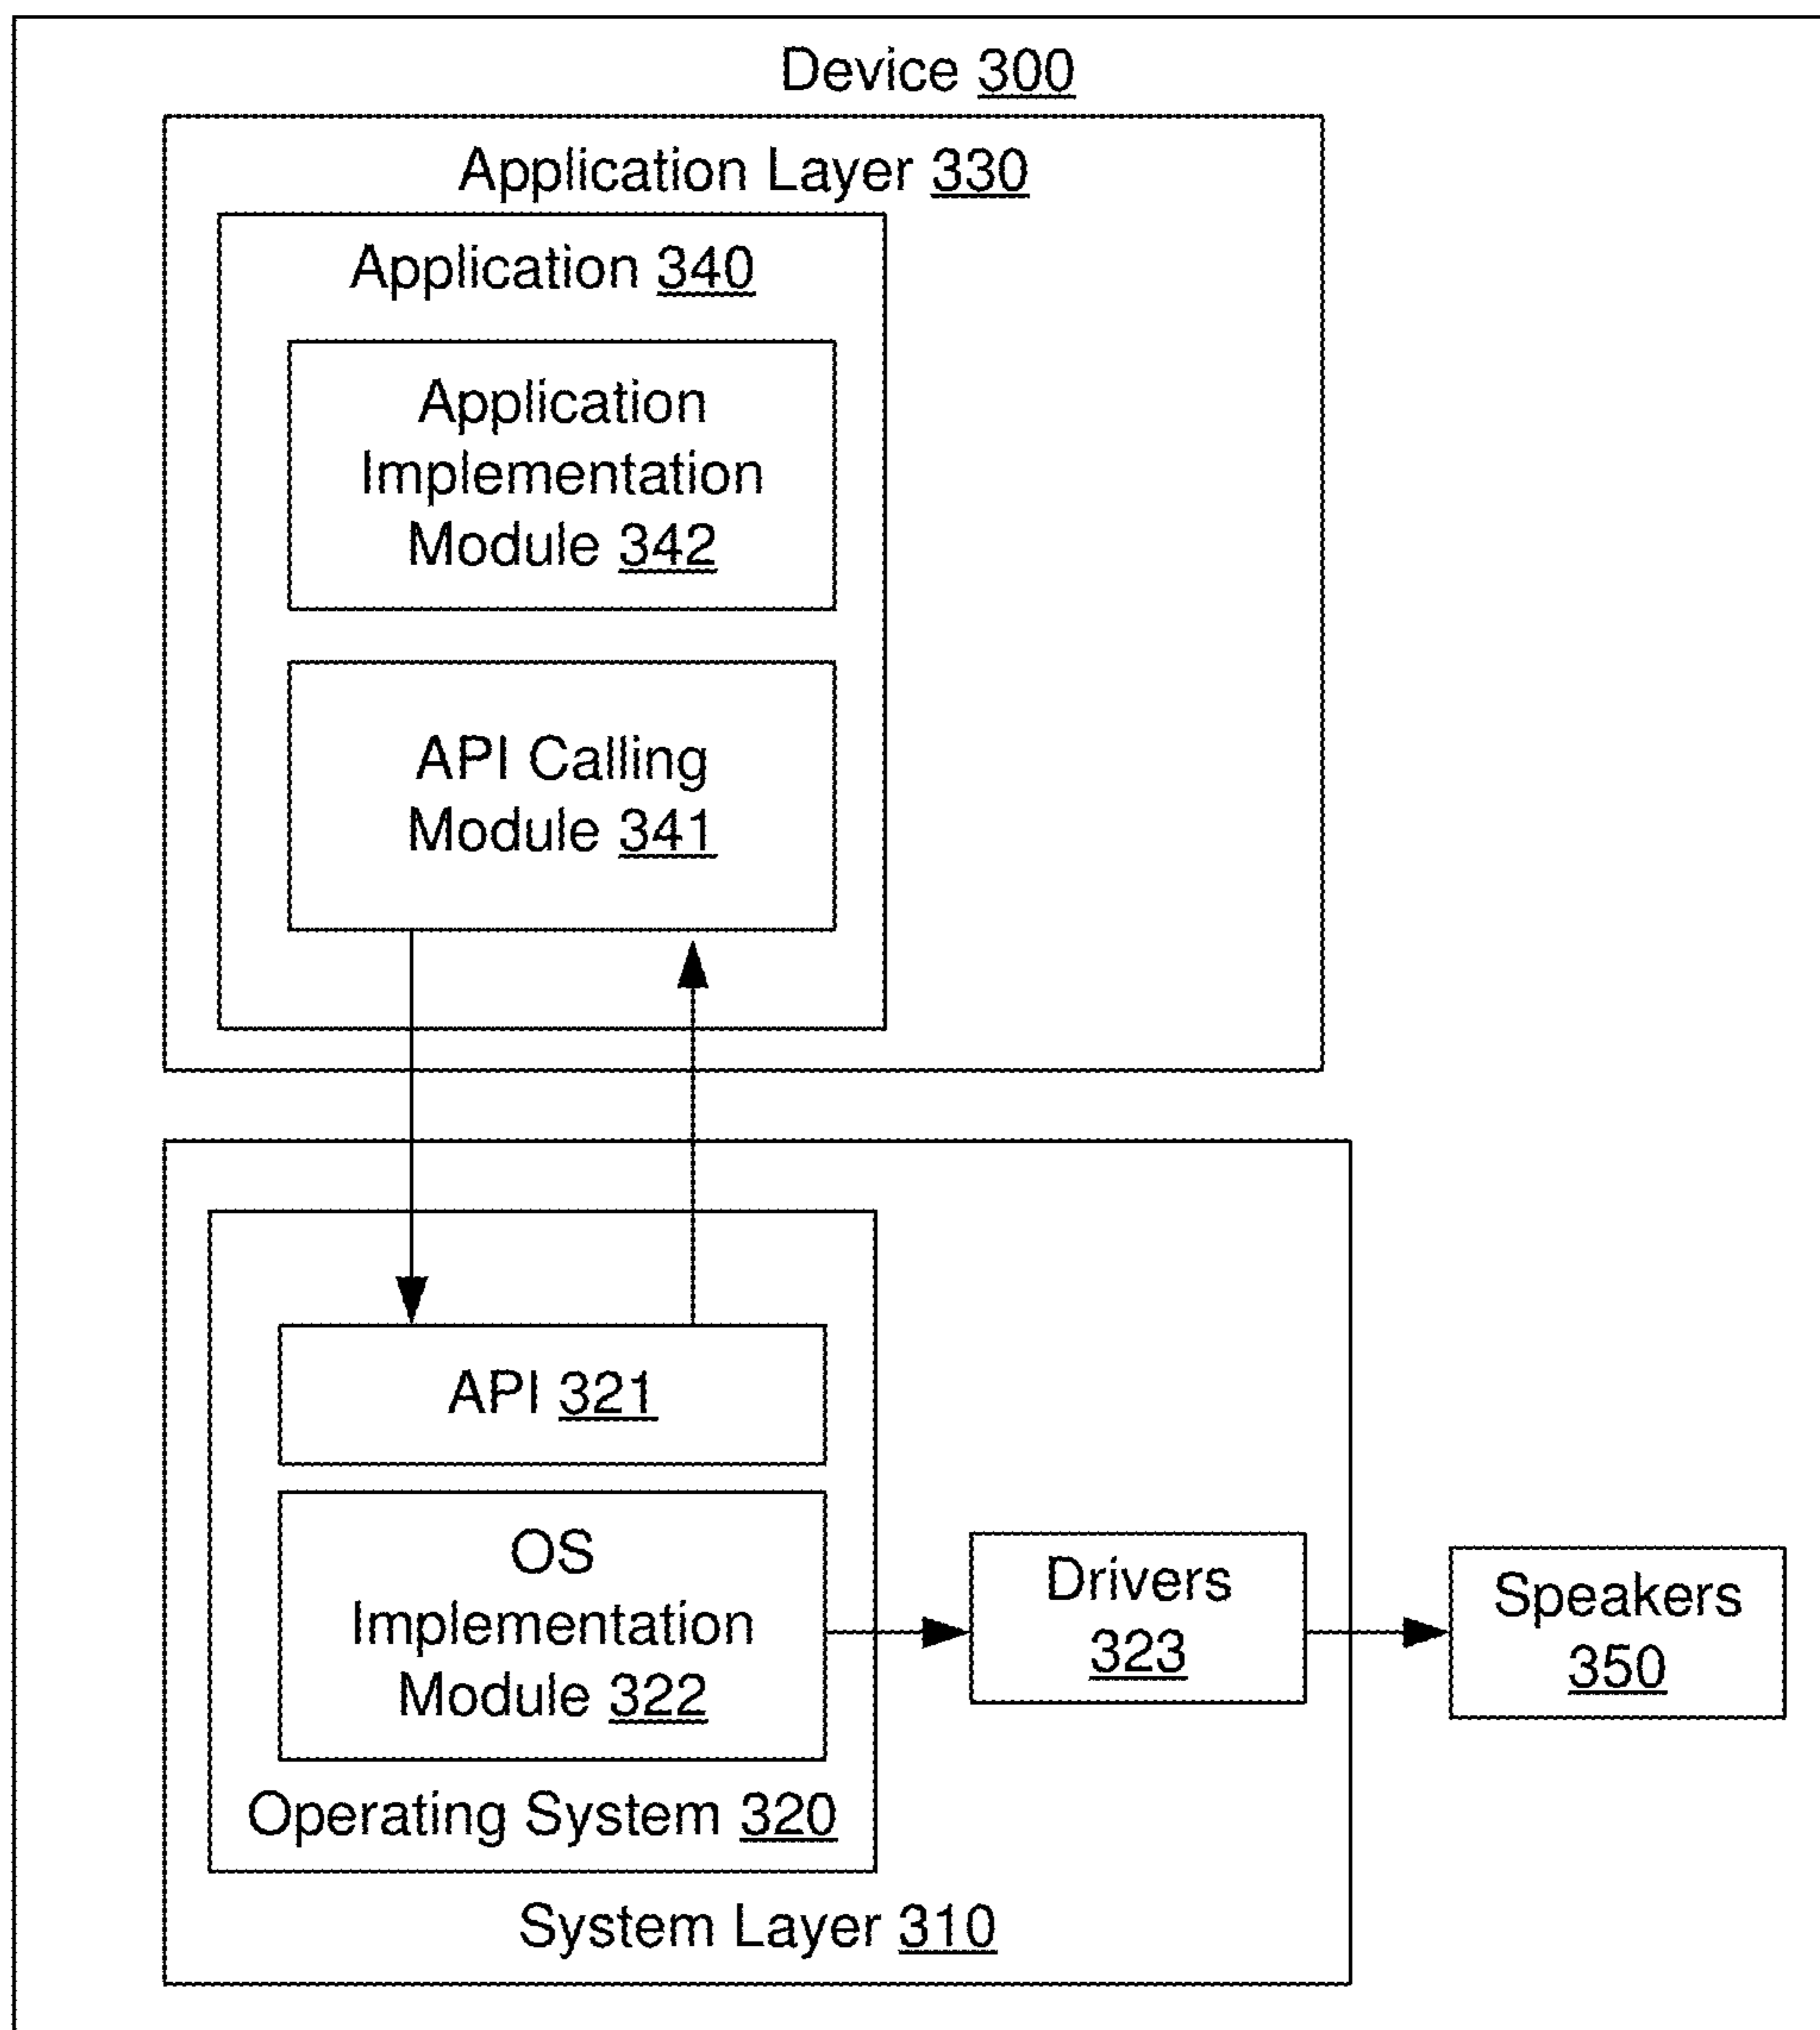 Device 300
Application Layer 330
Application 340
Application
Implementation
Module 342
API Calling
Module 341
API 321
OS
Implementation
Module 322
Drivers
323
Speakers
350
Operating System 320
System Layer 310